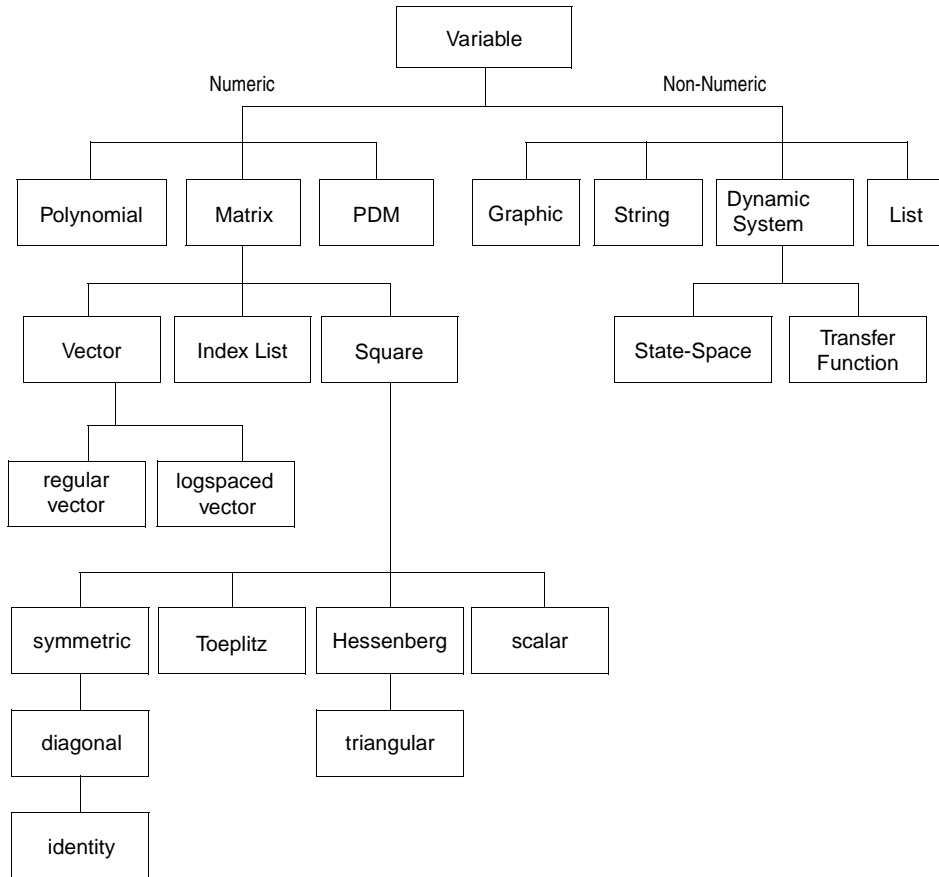 Variable
Numeric
Non-Numeric
Polynomial
Matrix
PDM
Graphic
String
Dynamic
System
List
Vector
Index List
Square
State-Space
Transfer
Function
regular
vector
logspaced
vector
symmetric
Toeplitz
Hessenberg
scalar
diagonal
triangular
identity